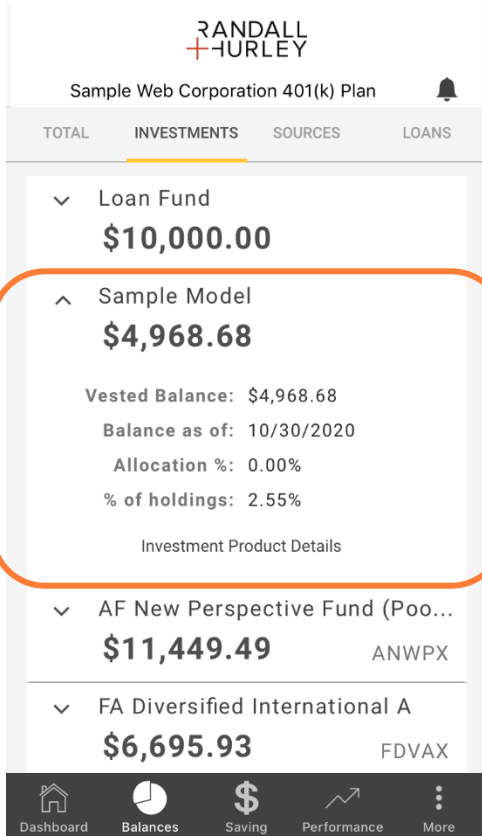 RANDALL
HURLEY
Sample Web Corporation 401(k) Plan
TOTAL INVESTMENTS SOURCES LOANS
Loan Fund
$10,000.00
Sample Model
$4,968.68
Vested Balance: $4,968.68
Balance as of: 10/30/2020
Allocation %: 0.00%
% of holdings: 2.55%
Investment Product Details
AF New Perspective Fund (Poo...
$11,449.49 ANWPX
FA Diversified International A
$6,695.93 FDVAX
Dashboard Balances Saving Performance More